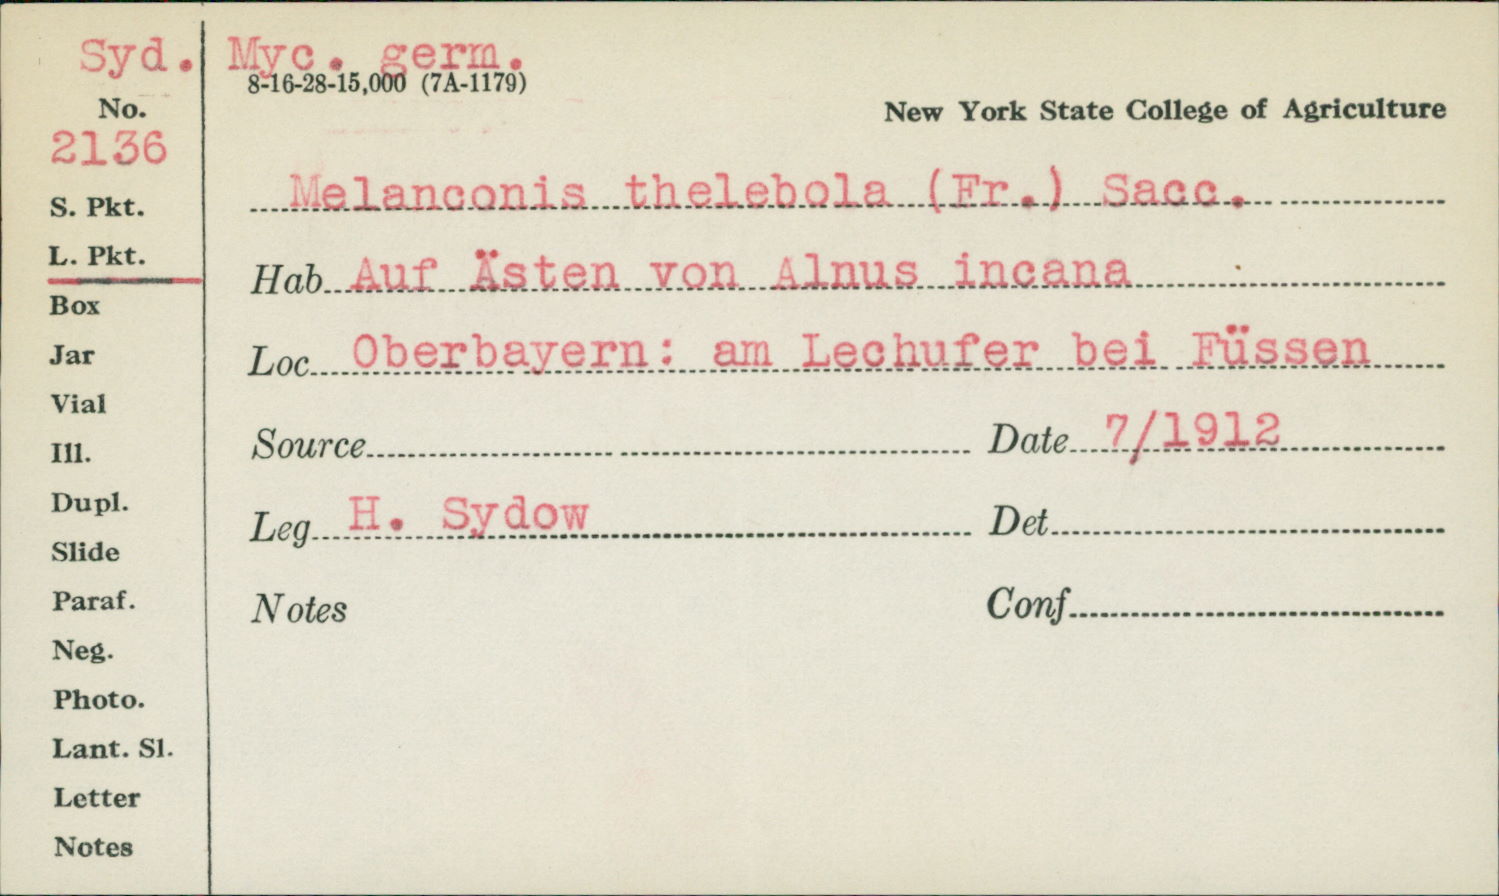 Syd. Myc. germ.
8-16-28-15,000 (7A-1179)
No.
New York State College of Agriculture
2136
Melanconis thelebola (Fr.) Sacc.
S. Pkt.
L. Pkt.
Hab. Auf Ästen von Alnus incana
Box
Loc. Oberbayern: am Lechufer bei Füssen
Jar
Vial
Source Date 7/1912
Ill.
Dupl.
Leg. H. Sydow Det.
Slide
Paraf.
Notes Conf.
Neg.
Photo.
Lant. Sl.
Letter
Notes